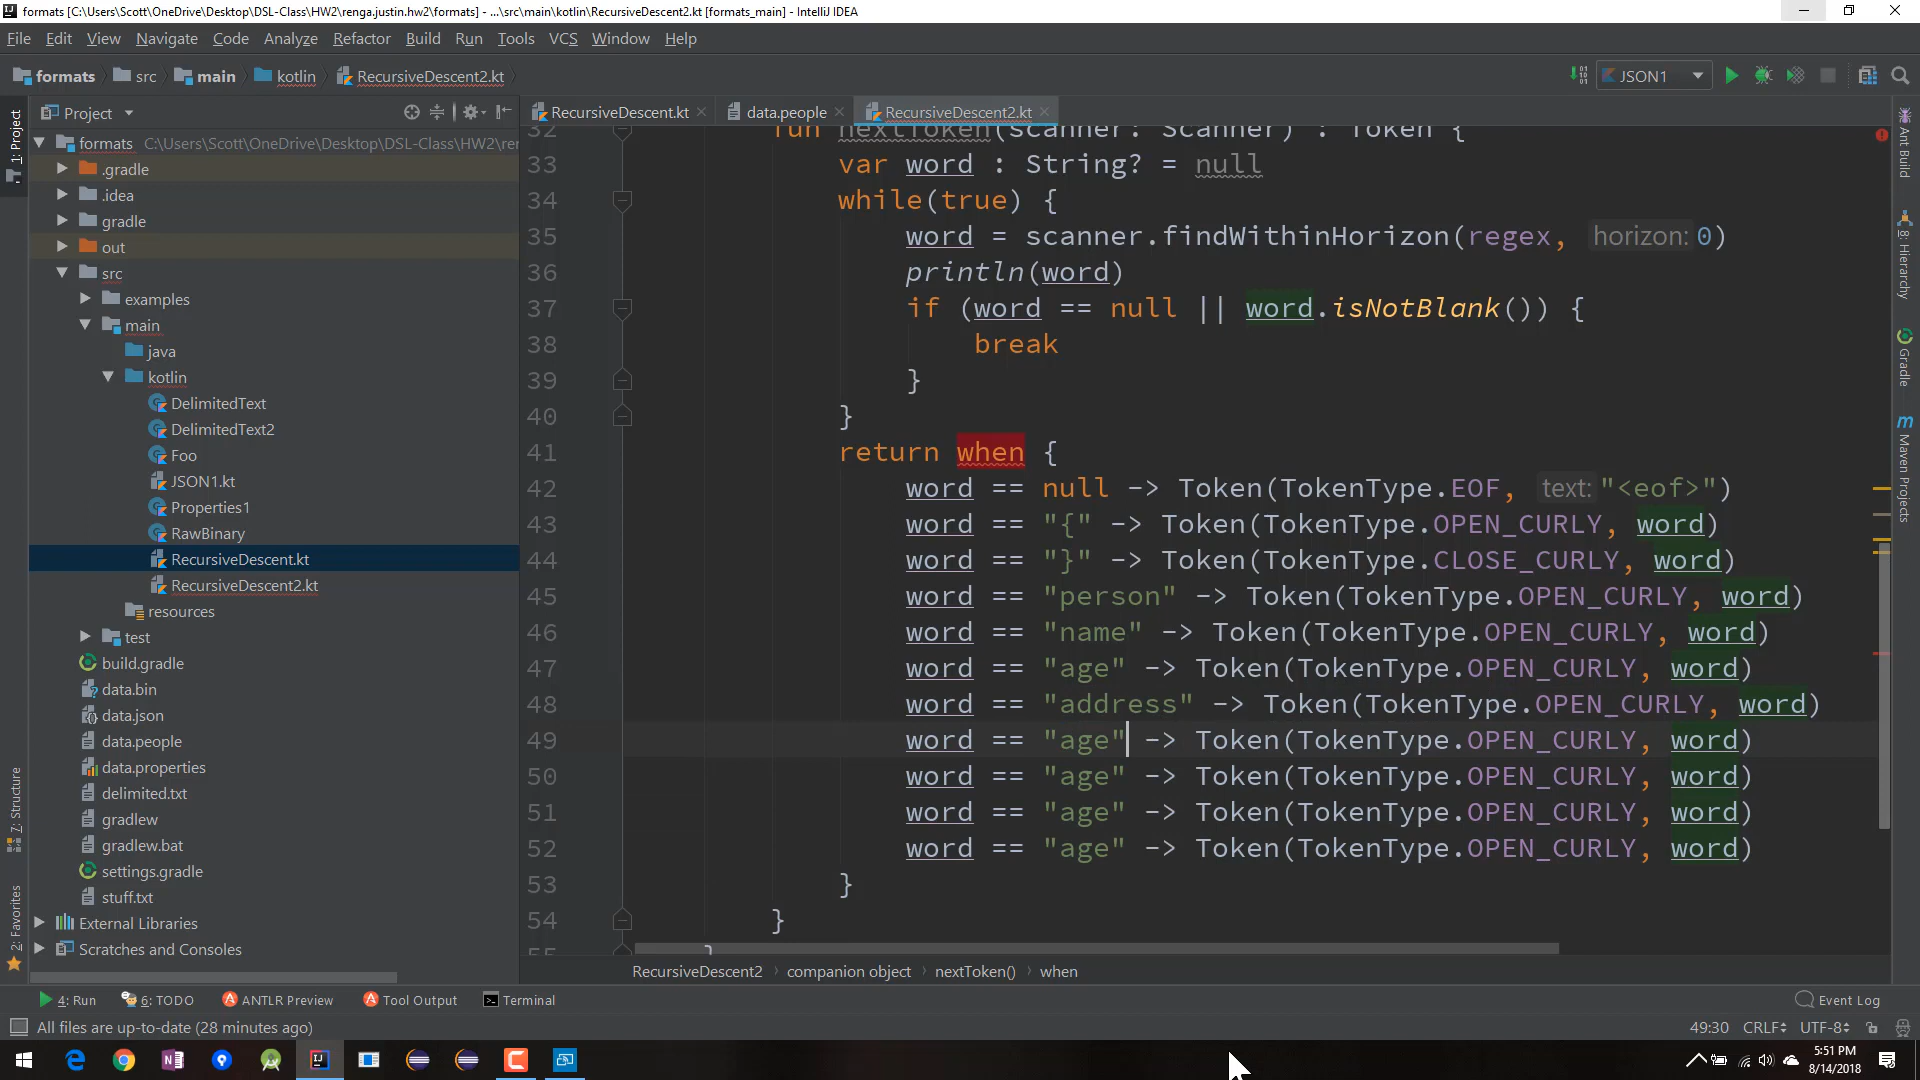 formats [C:\Users\Scott\OneDrive\Desktop\DSL-Class\HW2\renga.justin.hw2\formats] - ...\src\main\kotlin\RecursiveDescent2.kt [formats_main] - IntelliJ IDEA
File Edit View Navigate Code Analyze Refactor Build Run Tools VCS Window Help
formats src main kotlin RecursiveDescent2.kt JSON1
Project RecursiveDescent.kt data.people RecursiveDescent2.kt
1: Project
7: Structure
2: Favorites
formats C:\Users\Scott\OneDrive\Desktop\DSL-Class\HW2\ren
.gradle
.idea
gradle
out
src
examples
main
java
kotlin
DelimitedText
DelimitedText2
Foo
JSON1.kt
Properties1
RawBinary
RecursiveDescent.kt
RecursiveDescent2.kt
resources
test
build.gradle
data.bin
data.json
data.people
data.properties
delimited.txt
gradlew
gradlew.bat
settings.gradle
stuff.txt
External Libraries
Scratches and Consoles
32 fun nextToken(scanner: Scanner) : Token {
33 var word : String? = null
34 while(true) {
35 word = scanner.findWithinHorizon(regex, horizon: 0)
36 println(word)
37 if (word == null || word.isNotBlank()) {
38 break
39 }
40 }
41 return when {
42 word == null -> Token(TokenType.EOF, text: "<eof>")
43 word == "{" -> Token(TokenType.OPEN_CURLY, word)
44 word == "}" -> Token(TokenType.CLOSE_CURLY, word)
45 word == "person" -> Token(TokenType.OPEN_CURLY, word)
46 word == "name" -> Token(TokenType.OPEN_CURLY, word)
47 word == "age" -> Token(TokenType.OPEN_CURLY, word)
48 word == "address" -> Token(TokenType.OPEN_CURLY, word)
49 word == "age" -> Token(TokenType.OPEN_CURLY, word)
50 word == "age" -> Token(TokenType.OPEN_CURLY, word)
51 word == "age" -> Token(TokenType.OPEN_CURLY, word)
52 word == "age" -> Token(TokenType.OPEN_CURLY, word)
53 }
54 }
55 }
Ant Build
8: Hierarchy
Gradle
Maven Projects
RecursiveDescent2 companion object nextToken() when
4: Run 6: TODO ANTLR Preview Tool Output Terminal Event Log
All files are up-to-date (28 minutes ago) 49:30 CRLF UTF-8
5:51 PM
8/14/2018